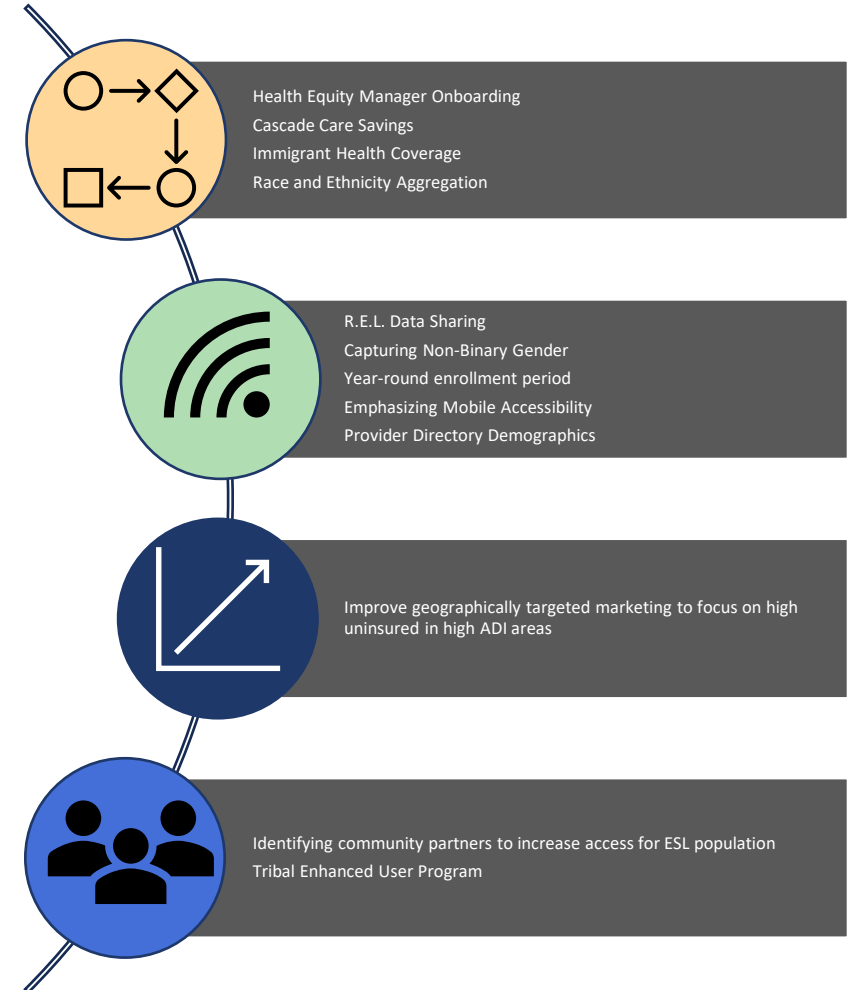 Health Equity Manager Onboarding
Cascade Care Savings
Immigrant Health Coverage
Race and Ethnicity Aggregation
R.E.L. Data Sharing
Capturing Non-Binary Gender
Year-round enrollment period
Emphasizing Mobile Accessibility
Provider Directory Demographics
Improve geographically targeted marketing to focus on high
uninsured in high ADI areas
Identifying community partners to increase access for ESL population
Tribal Enhanced User Program